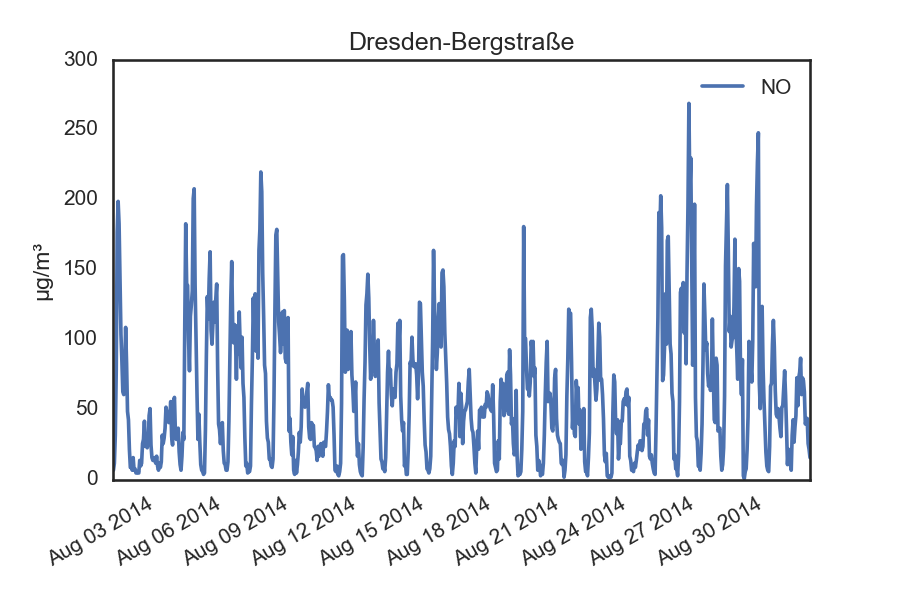 Dresden-Bergstraße
NO
µg/m³
300
250
200
150
100
50
0
Aug 03 2014
Aug 06 2014
Aug 09 2014
Aug 12 2014
Aug 15 2014
Aug 18 2014
Aug 21 2014
Aug 24 2014
Aug 27 2014
Aug 30 2014